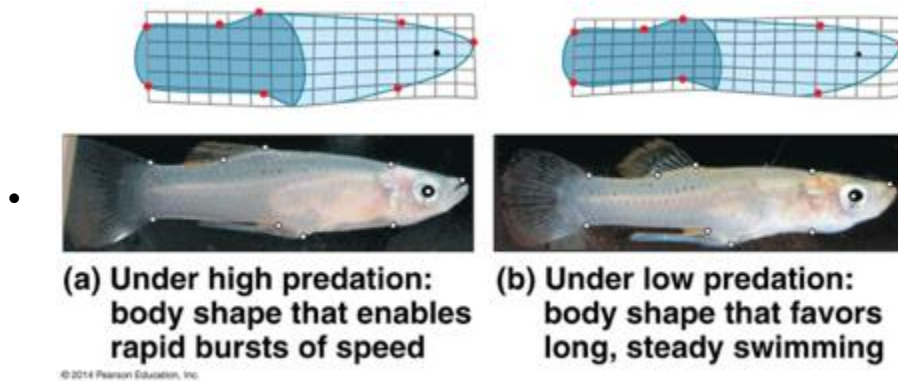 (a) Under high predation:
body shape that enables
rapid bursts of speed
(b) Under low predation:
body shape that favors
long, steady swimming
© 2014 Pearson Education, Inc.